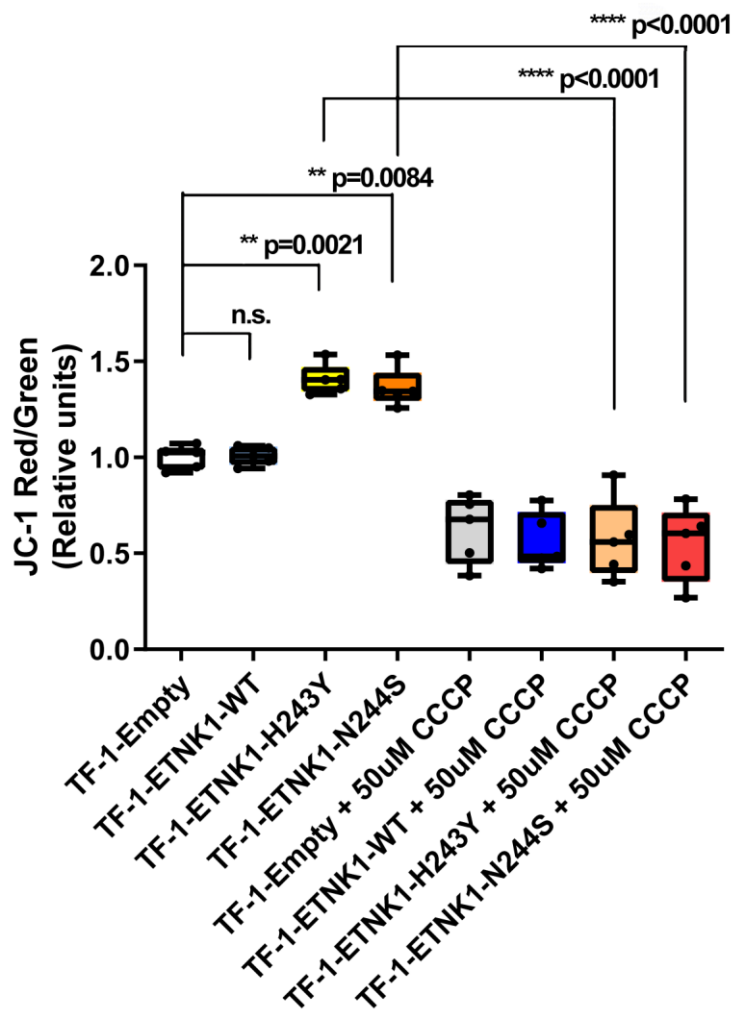 **** p<0.0001
**** p<0.0001
** p=0.0084
** p=0.0021
n.s.
2.0
1.5
1.0
0.5
0.0
JC-1 Red/Green
(Relative units)
TF-1-Empty
TF-1-ETNK1-WT
TF-1-ETNK1-H243Y
TF-1-ETNK1-N244S
TF-1-Empty + 50uM CCCP
TF-1-ETNK1-WT + 50uM CCCP
TF-1-ETNK1-H243Y + 50uM CCCP
TF-1-ETNK1-N244S + 50uM CCCP